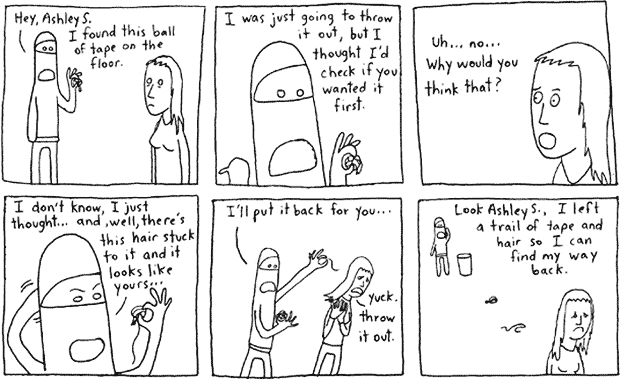 Hey, Ashley S.
I found this ball
of tape on the
floor.
I was just going to throw
it out, but I
thought I'd
check if you
wanted it
first.
Uh... no...
Why would you
think that?
I don't know, I just
thought... and, well, there's
this hair stuck
to it and it
looks like
yours...
I'll put it back for you...
yuck.
throw
it out.
Look Ashley S., I left
a trail of tape and
hair so I can
find my way
back.